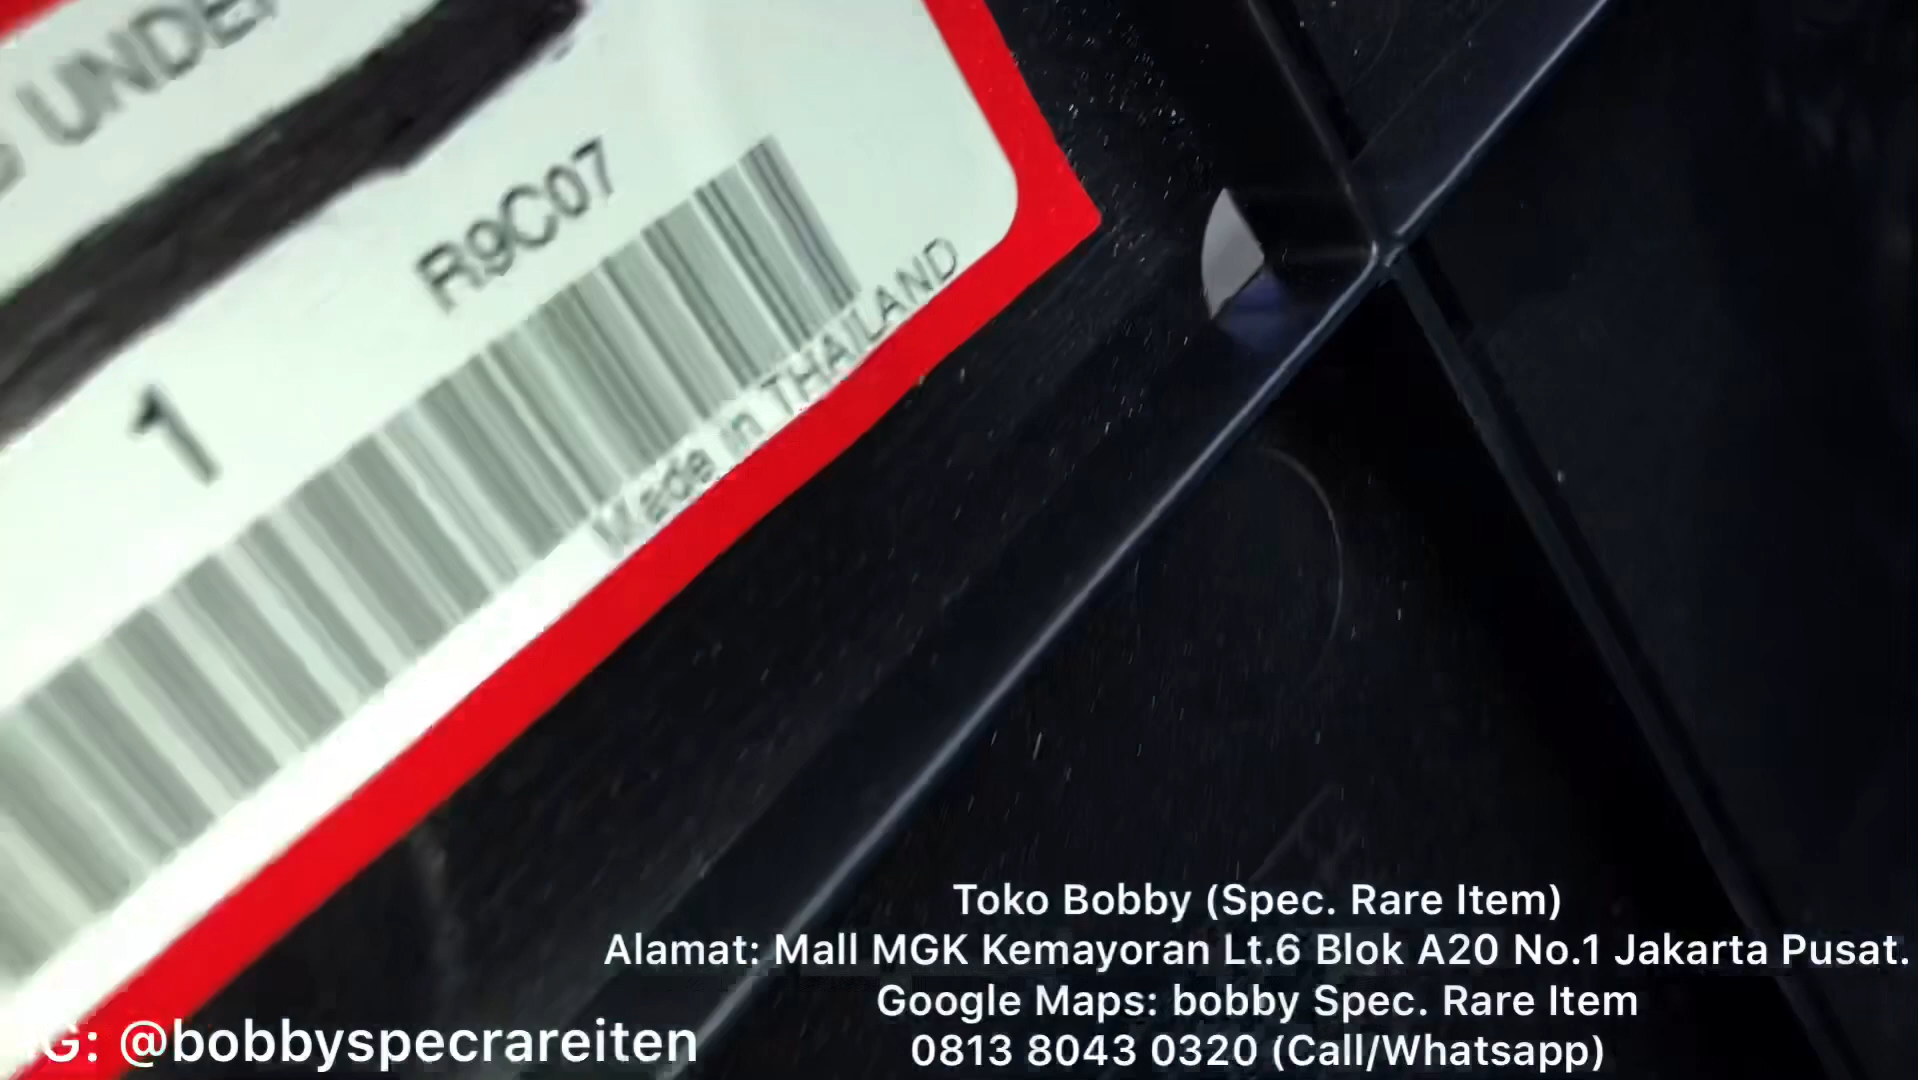 UNDE
R9C07
1
Made in THAILAND
Toko Bobby (Spec. Rare Item)
Alamat: Mall MGK Kemayoran Lt.6 Blok A20 No.1 Jakarta Pusat.
Google Maps: bobby Spec. Rare Item
0813 8043 0320 (Call/Whatsapp)
G: @bobbyspecrareiten